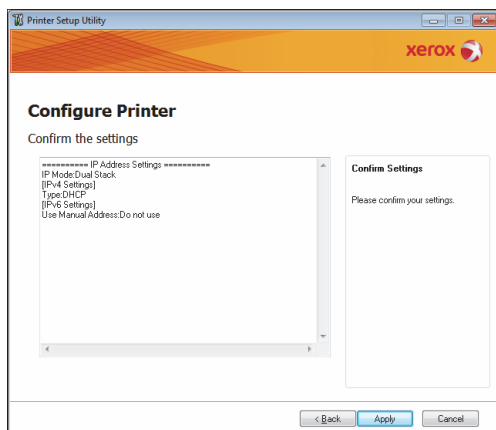 Printer Setup Utility
xerox
Configure Printer
Confirm the settings
========== IP Address Settings ==========
IP Mode:Dual Stack
[IPv4 Settings]
Type:DHCP
[IPv6 Settings]
Use Manual Address:Do not use
Confirm Settings
Please confirm your settings.
< Back
Apply
Cancel